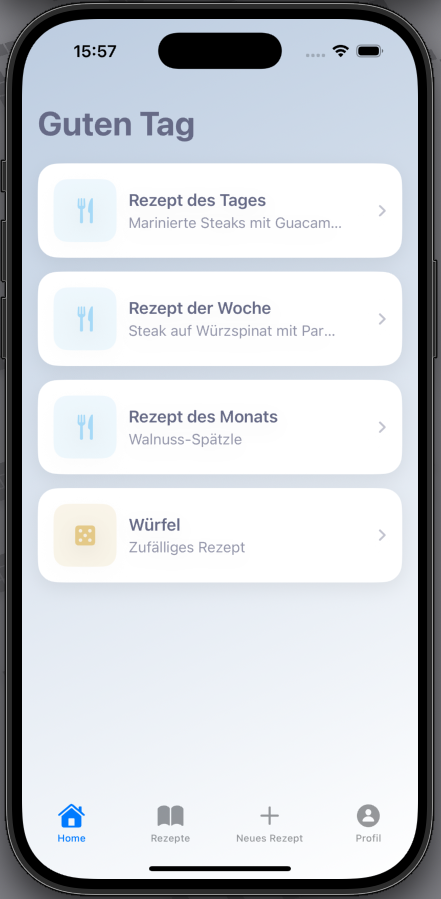 15:57
Guten Tag
Rezept des Tages
Marinierte Steaks mit Guacam...
Rezept der Woche
Steak auf Würzspinat mit Par...
Rezept des Monats
Walnuss-Spätzle
Würfel
Zufälliges Rezept
Home
Rezepte
Neues Rezept
Profil